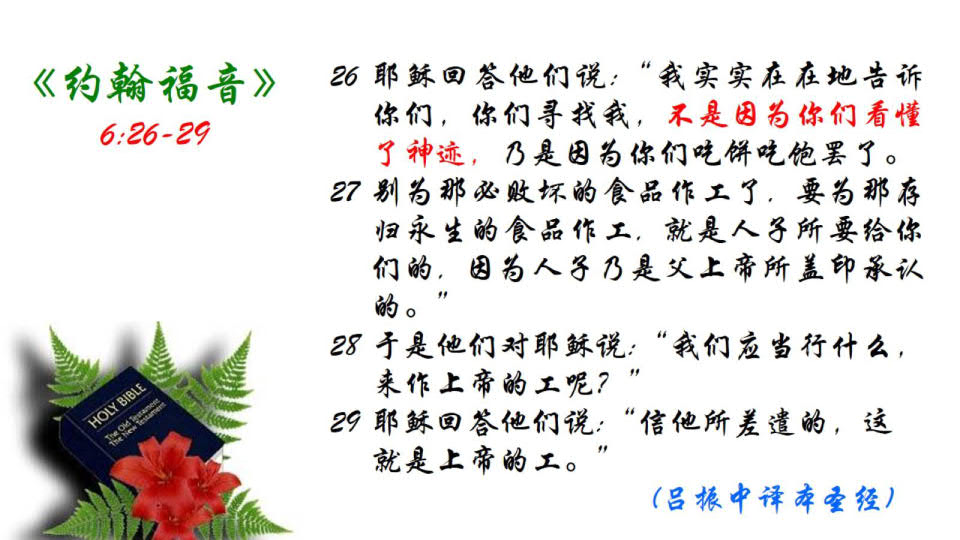 《约翰福音》
6:26-29
26 耶稣回答他们说：“我实实在在地告诉
你们，你们寻找我，不是因为你们看懂
了神迹，乃是因为你们吃饼吃饱罢了。
27 别为那必败坏的食品作工了，要为那存
归永生的食品作工，就是人子所要给你
们的，因为人子乃是父上帝所盖印承认
的。”
28 于是他们对耶稣说：“我们应当行什么，
来作上帝的工呢？”
29 耶稣回答他们说：“信他所差遣的，这
就是上帝的工。”
(吕振中译本圣经)
HOLY BIBLE
The Old Testament
The New Testament